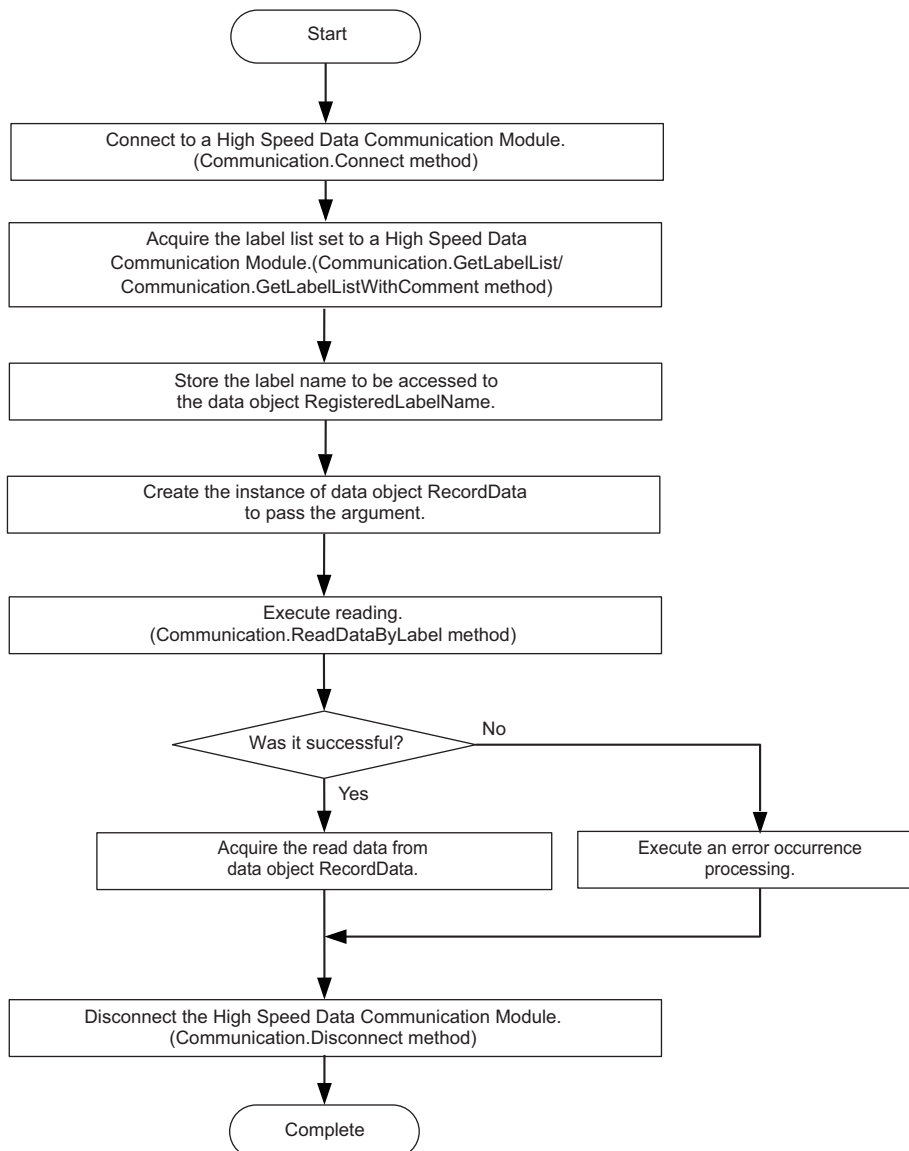 Start
Connect to a High Speed Data Communication Module.
(Communication.Connect method)
Acquire the label list set to a High Speed Data
Communication Module.(Communication.GetLabelList/
Communication.GetLabelListWithComment method)
Store the label name to be accessed to
the data object RegisteredLabelName.
Create the instance of data object RecordData
to pass the argument.
Execute reading.
(Communication.ReadDataByLabel method)
Was it successful?
No
Yes
Acquire the read data from
data object RecordData.
Execute an error occurrence
processing.
Disconnect the High Speed Data Communication Module.
(Communication.Disconnect method)
Complete